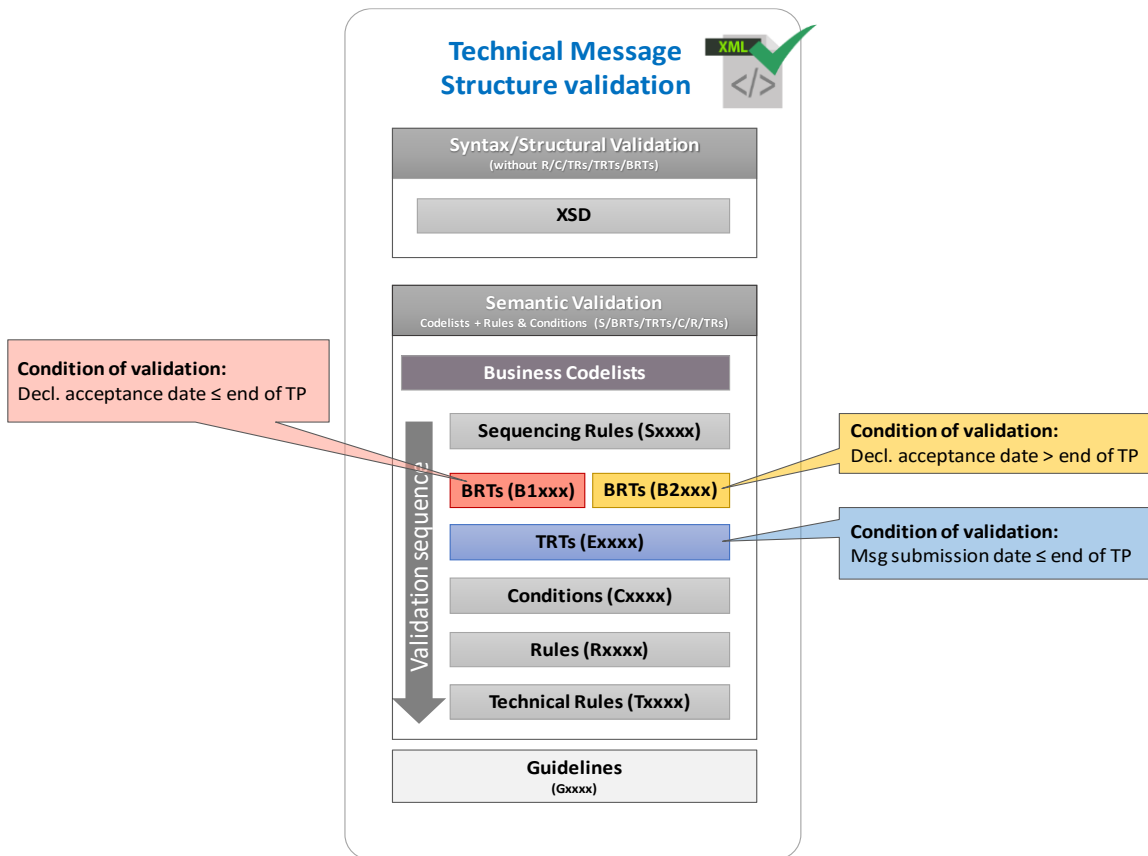 Technical Message
Structure validation
XML
</>
Syntax/Structural Validation
(without R/C/TRs/TRTs/BRTs)
XSD
Semantic Validation
Codelists + Rules & Conditions (S/BRTs/TRTs/C/R/TRs)
Condition of validation:
Decl. acceptance date ≤ end of TP
Business Codelists
Validation sequence
Sequencing Rules (Sxxxx)
Condition of validation:
Decl. acceptance date > end of TP
BRTs (B1xxx)
BRTs (B2xxx)
TRTs (Exxxx)
Condition of validation:
Msg submission date ≤ end of TP
Conditions (Cxxxx)
Rules (Rxxxx)
Technical Rules (Txxxx)
Guidelines
(Gxxxx)